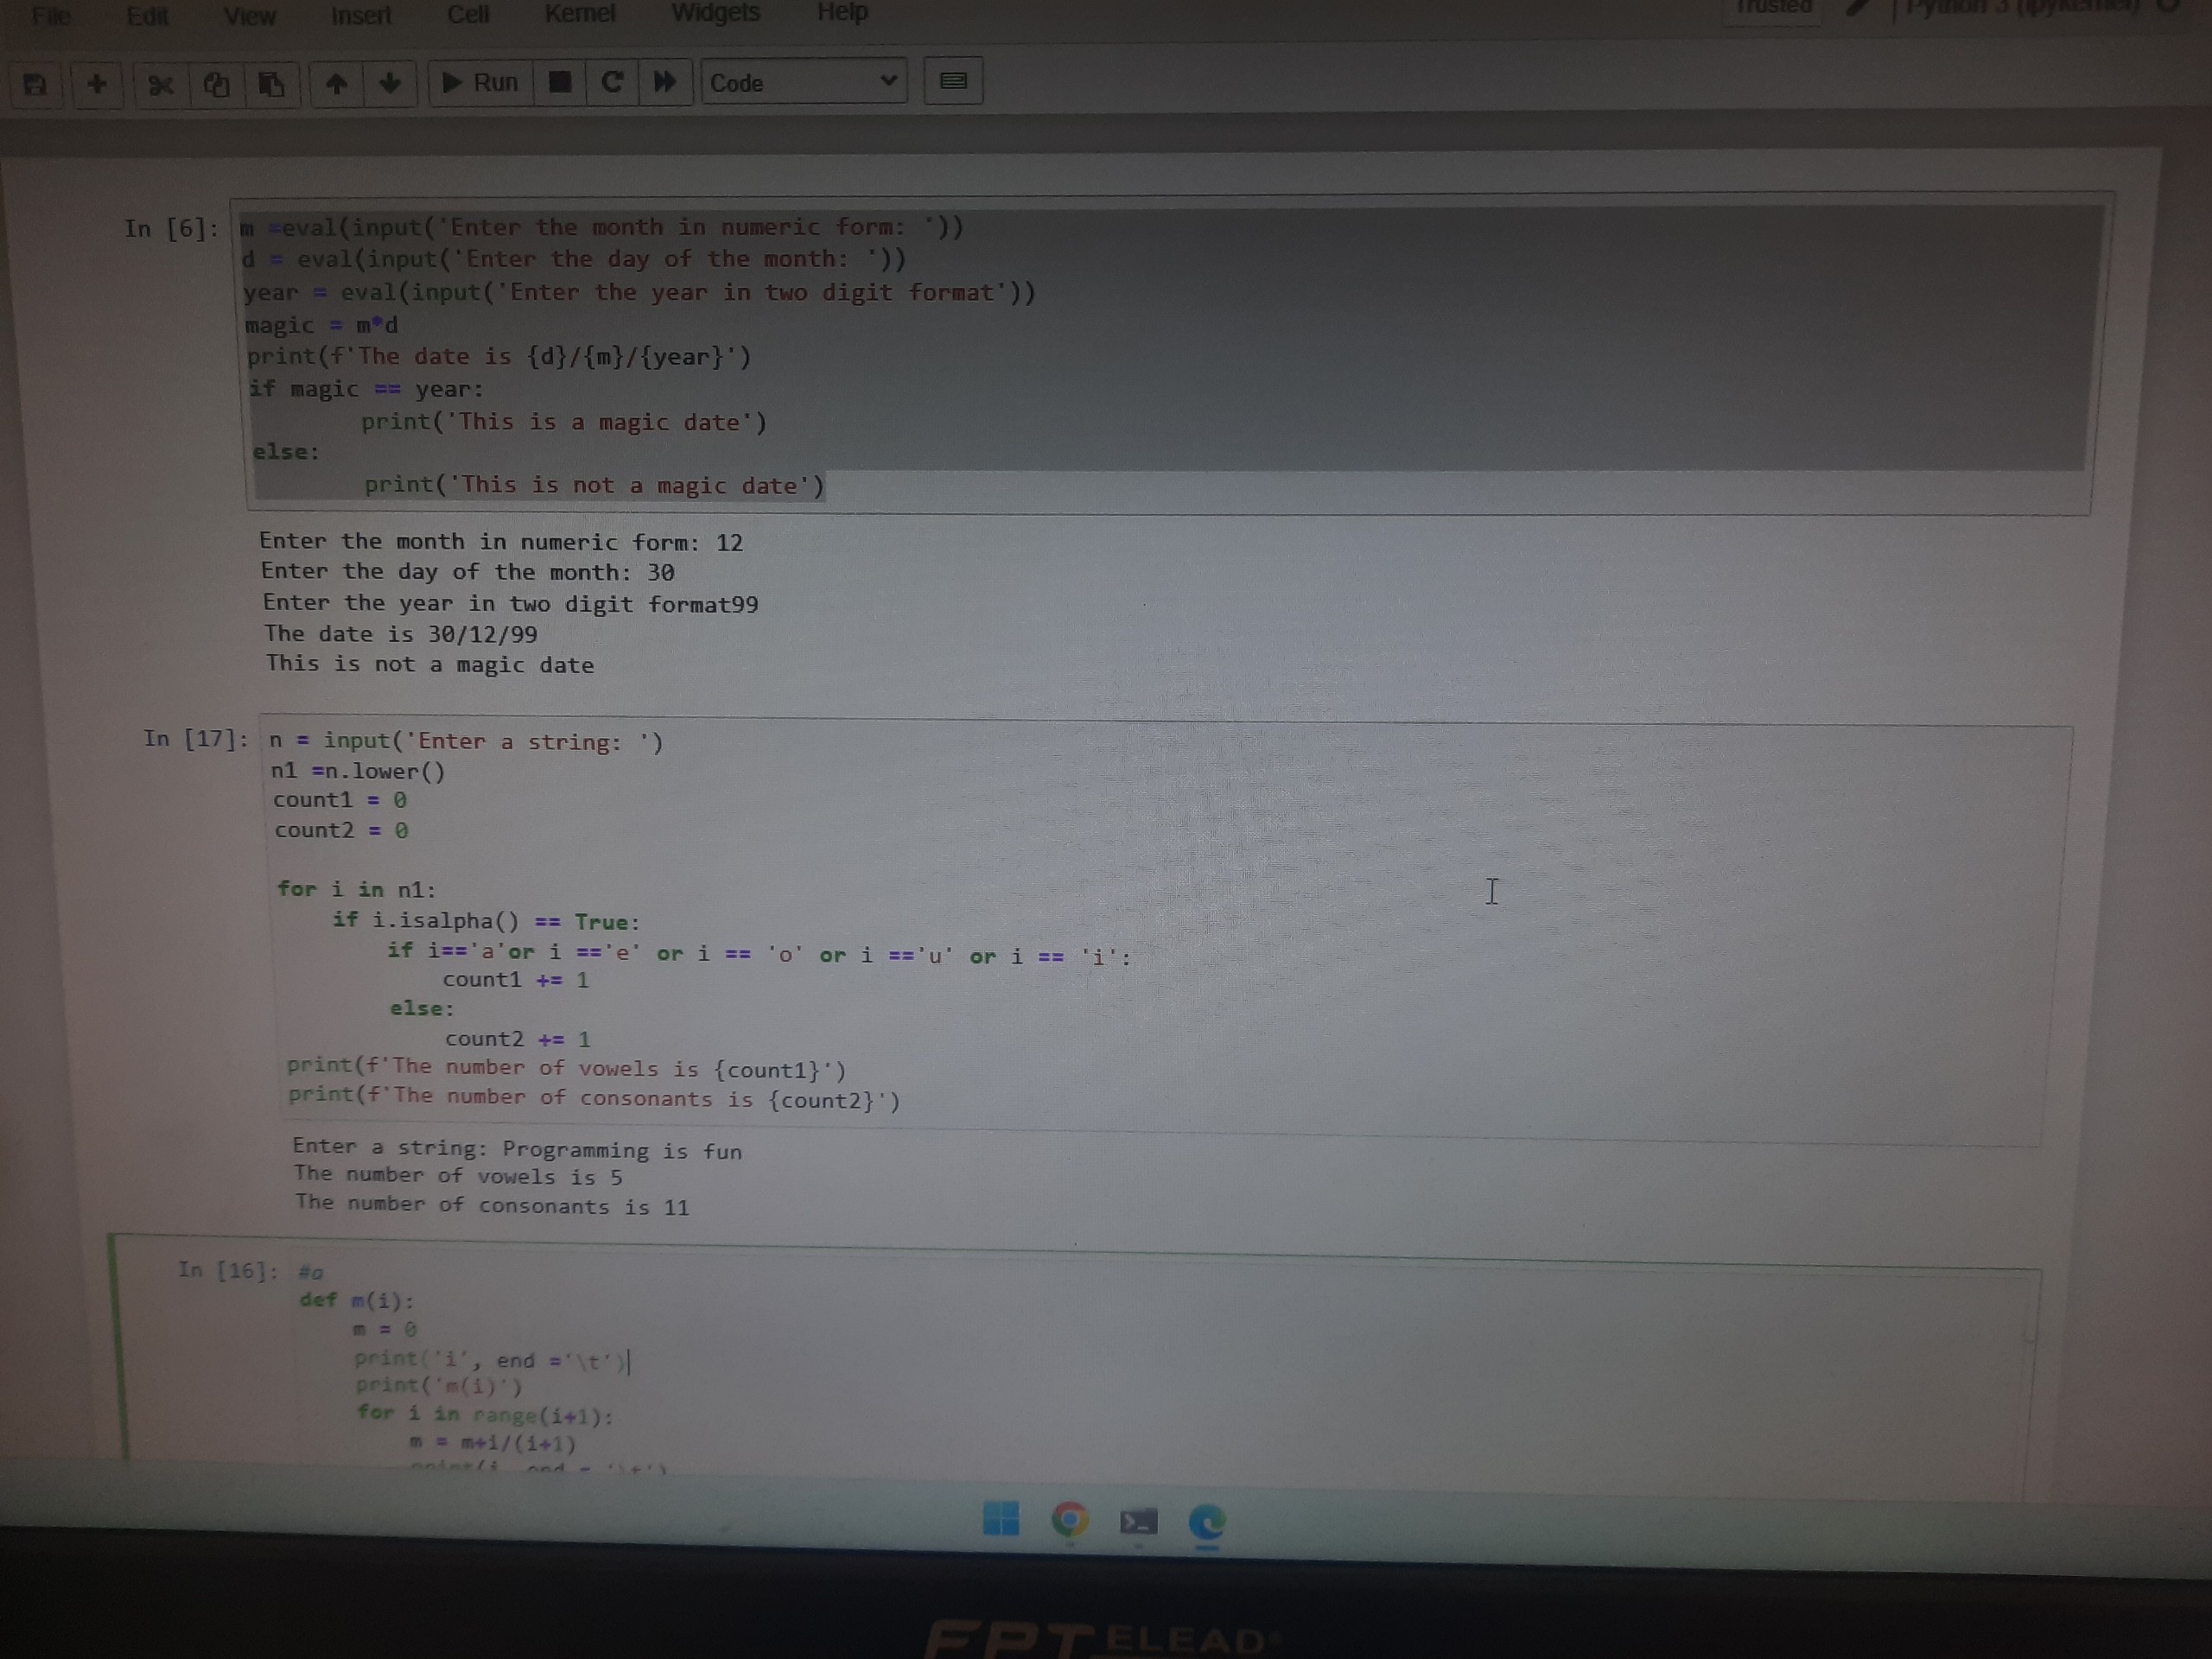 File Edit View Insert Cell Kernel Widgets Help Trusted Python 3 (ipykernel)
Run Code
In [6]: m =eval(input('Enter the month in numeric form: '))
d = eval(input('Enter the day of the month: '))
year = eval(input('Enter the year in two digit format'))
magic = m*d
print(f'The date is {d}/{m}/{year}')
if magic == year:
print('This is a magic date')
else:
print('This is not a magic date')
Enter the month in numeric form: 12
Enter the day of the month: 30
Enter the year in two digit format99
The date is 30/12/99
This is not a magic date
In [17]: n = input('Enter a string: ')
n1 =n.lower()
count1 = 0
count2 = 0
for i in n1:
if i.isalpha() == True:
if i=='a'or i =='e' or i == 'o' or i =='u' or i == 'i':
count1 += 1
else:
count2 += 1
print(f'The number of vowels is {count1}')
print(f'The number of consonants is {count2}')
Enter a string: Programming is fun
The number of vowels is 5
The number of consonants is 11
In [16]: #a
def m(i):
m = 0
print('i', end ='\t')
print('m(i)')
for i in range(i+1):
m = m+i/(i+1)
print(i, end = '\t')
FPT ELEAD